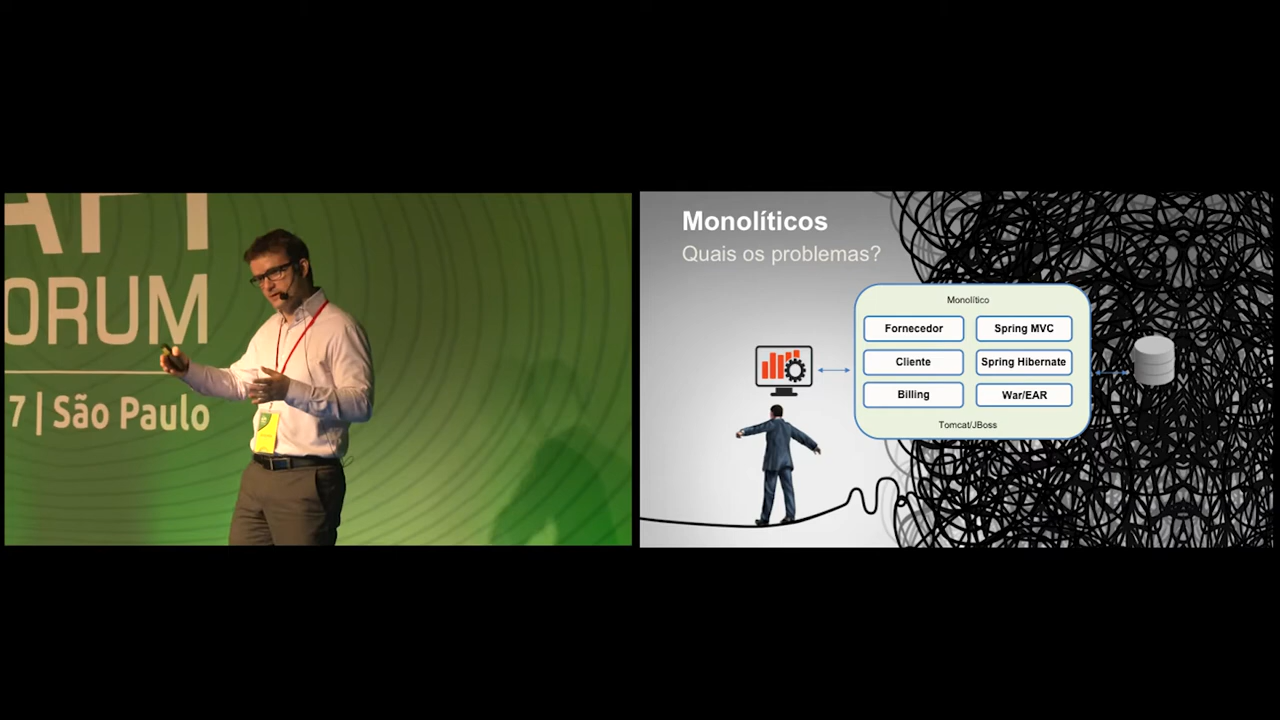 API
FORUM
7 | São Paulo
Monolíticos
Quais os problemas?
Monolítico
Fornecedor
Spring MVC
Cliente
Spring Hibernate
Billing
War/EAR
Tomcat/JBoss